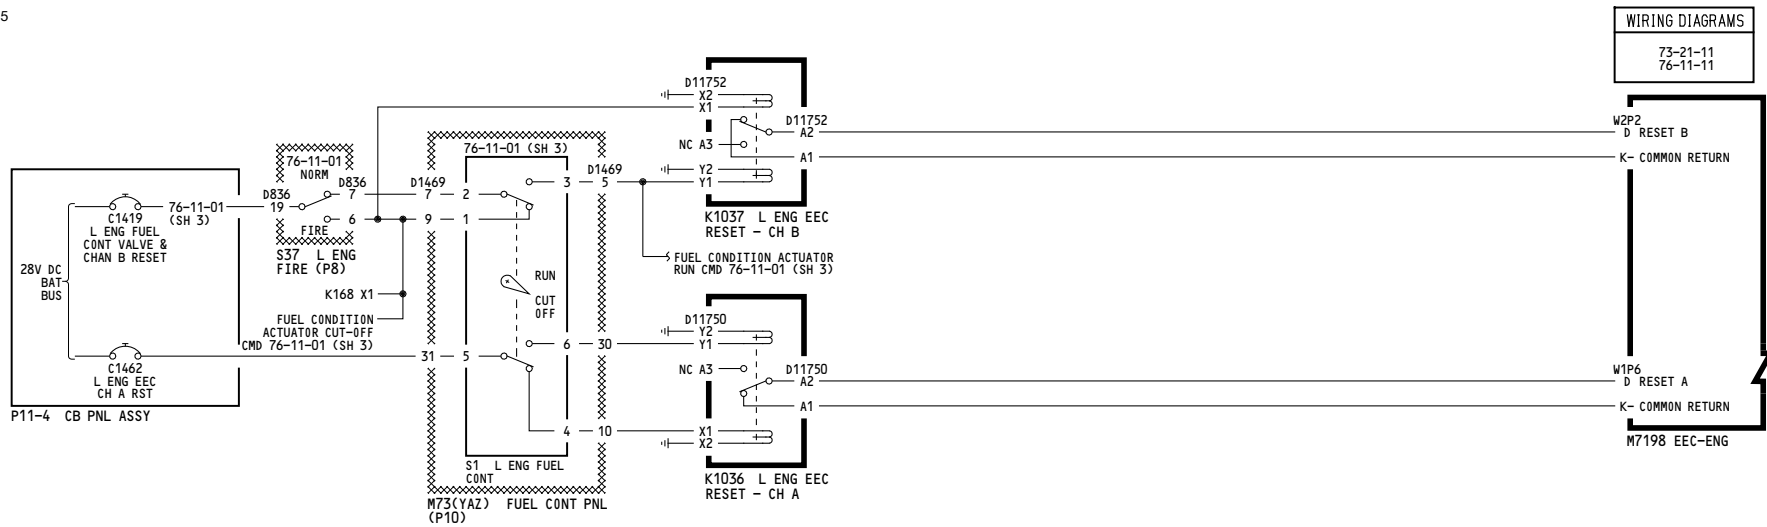 5
WIRING DIAGRAMS
73-21-11
76-11-11
28V DC
BAT
BUS
C1419
L ENG FUEL
CONT VALVE &
CHAN B RESET
76-11-01
(SH 3)
C1462
L ENG EEC
CH A RST
P11-4 CB PNL ASSY
D836
19
76-11-01
NORM
FIRE
D836
7
6
S37 L ENG
FIRE (P8)
K168 X1
FUEL CONDITION
ACTUATOR CUT-OFF
CMD 76-11-01 (SH 3)
76-11-01 (SH 3)
D1469
7
2
9
1
31
5
3
D1469
5
RUN
CUT
OFF
6
30
4
10
S1 L ENG FUEL
CONT
M73(YAZ) FUEL CONT PNL
(P10)
D11752
X2
X1
NC A3
Y2
Y1
D11752
A2
A1
K1037 L ENG EEC
RESET - CH B
FUEL CONDITION ACTUATOR
RUN CMD 76-11-01 (SH 3)
D11750
Y2
Y1
NC A3
X1
X2
D11750
A2
A1
K1036 L ENG EEC
RESET - CH A
W2P2
D RESET B
K- COMMON RETURN
W1P6
D RESET A
K- COMMON RETURN
M7198 EEC-ENG